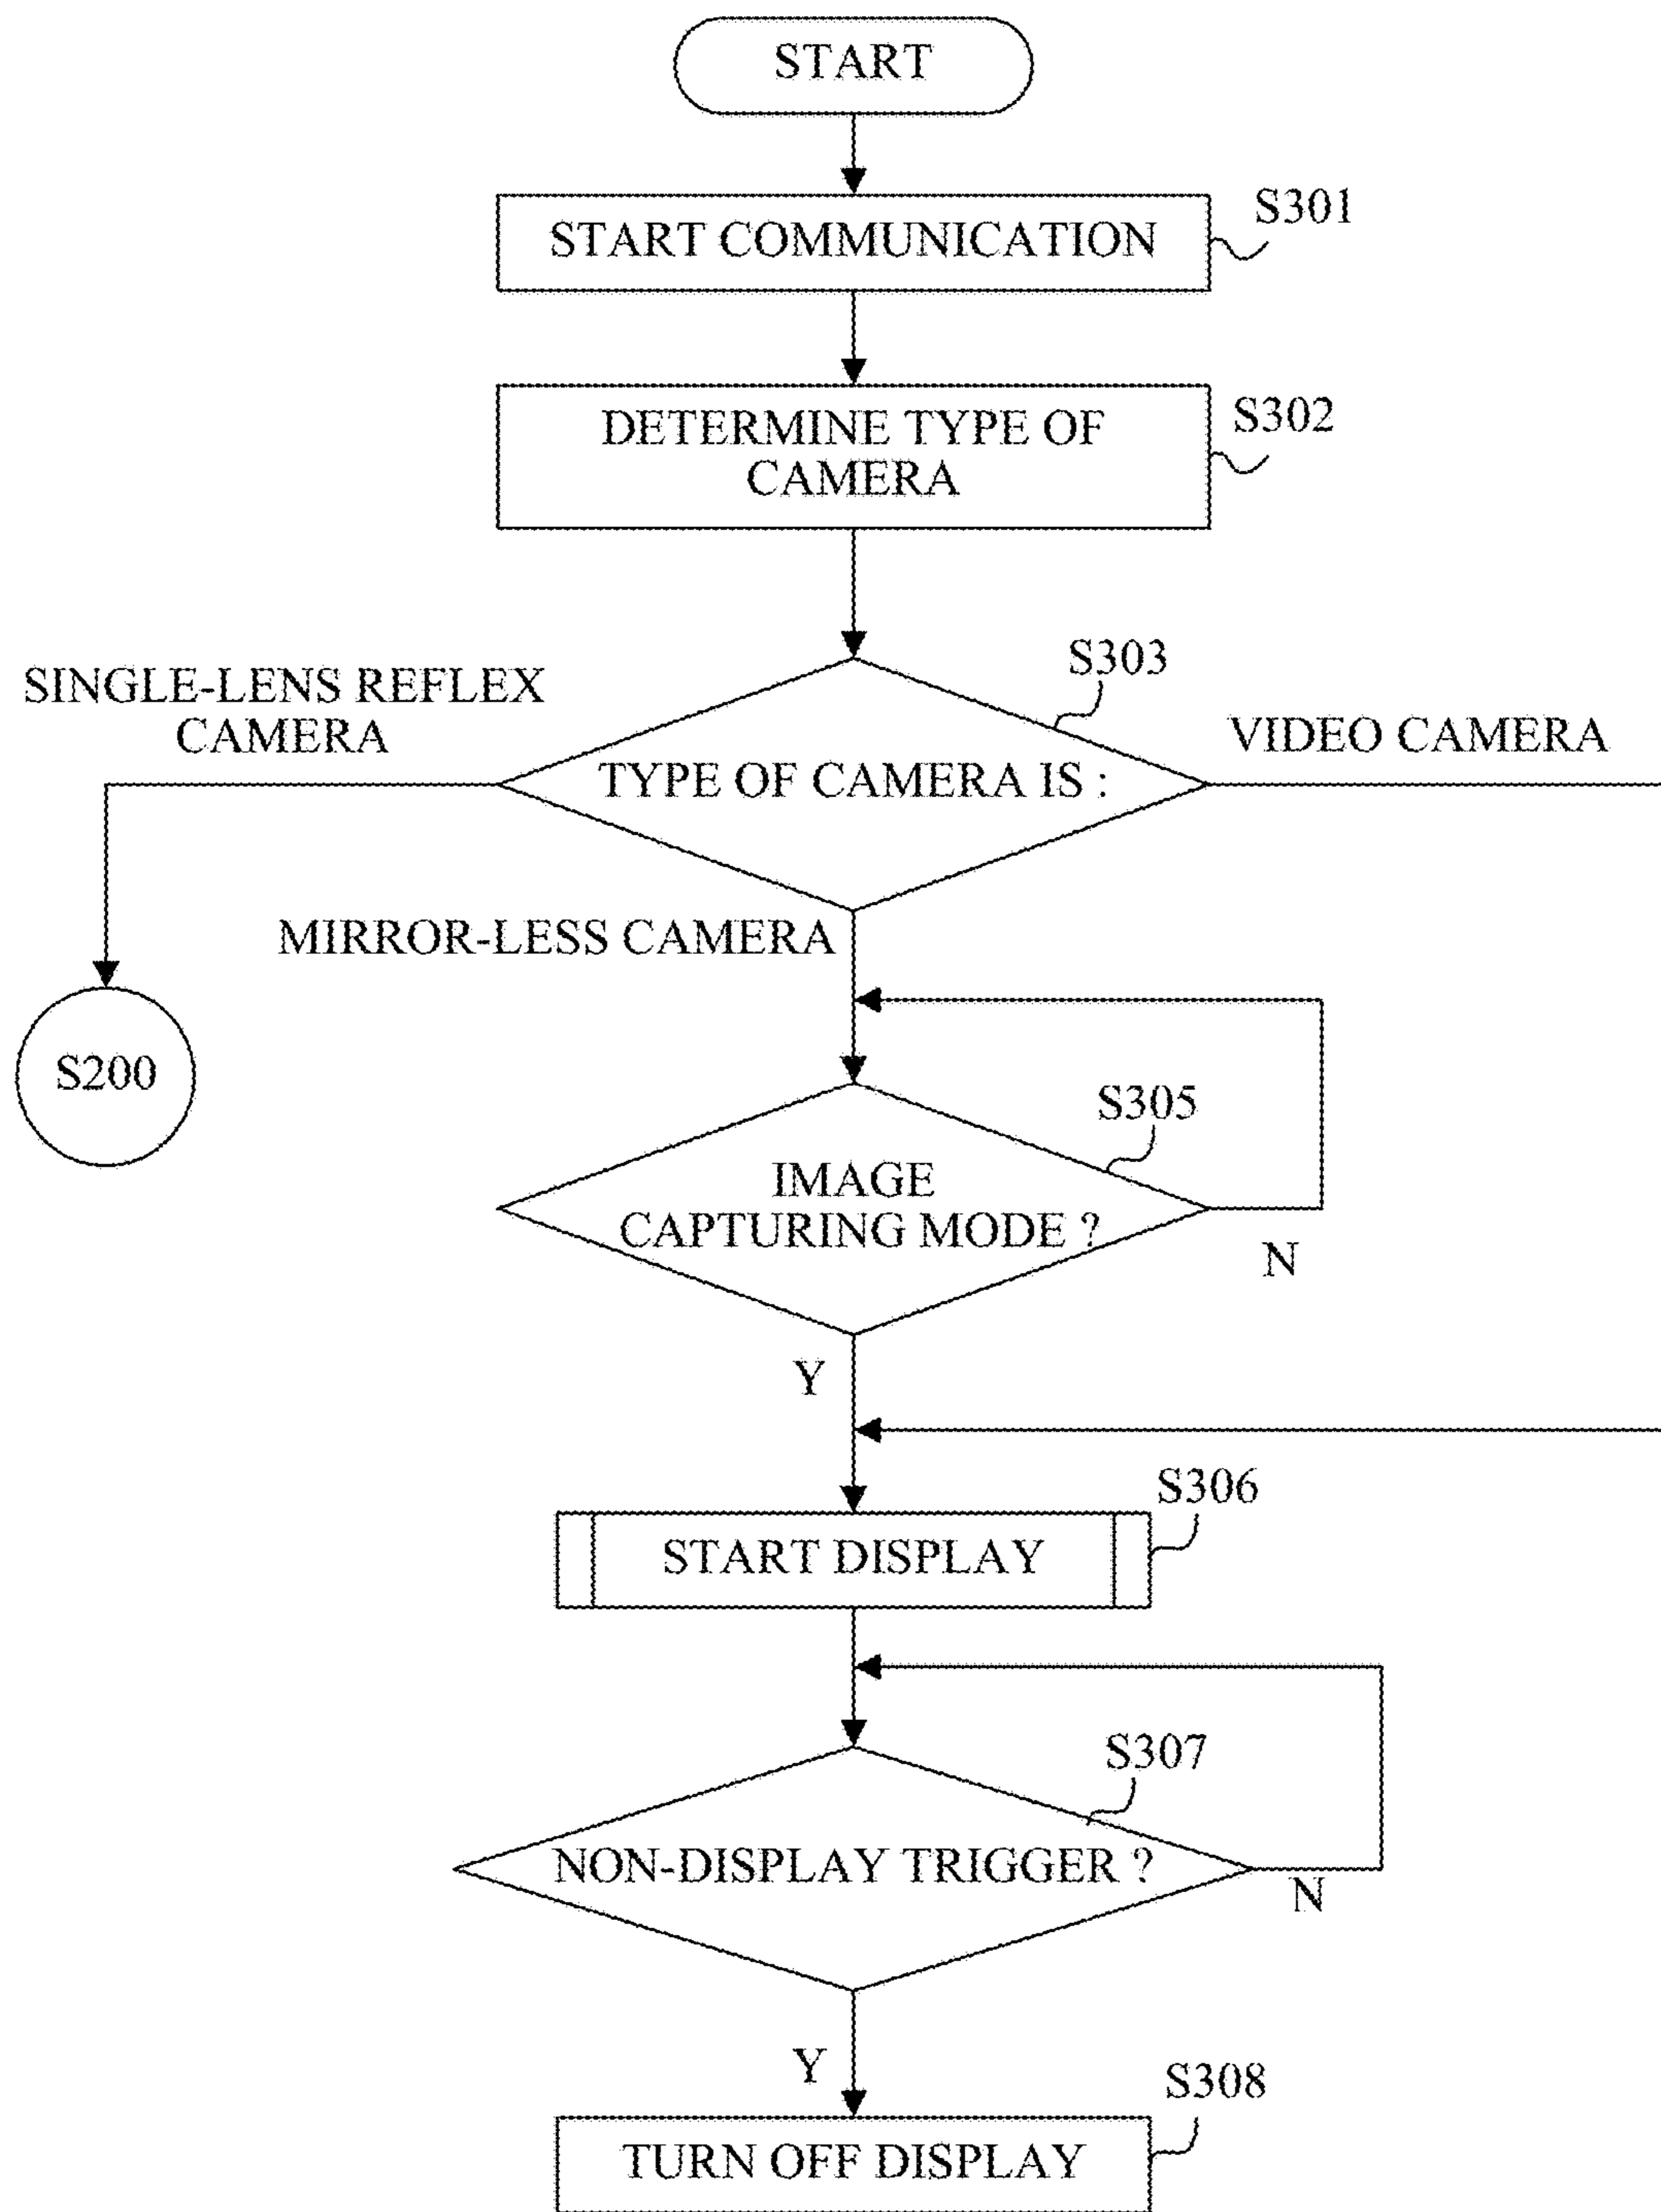 START
S301
START COMMUNICATION
S302
DETERMINE TYPE OF
CAMERA
S303
SINGLE-LENS REFLEX
CAMERA
VIDEO CAMERA
TYPE OF CAMERA IS :
MIRROR-LESS CAMERA
S200
S305
IMAGE
CAPTURING MODE ?
N
Y
S306
START DISPLAY
S307
NON-DISPLAY TRIGGER ?
N
Y
S308
TURN OFF DISPLAY